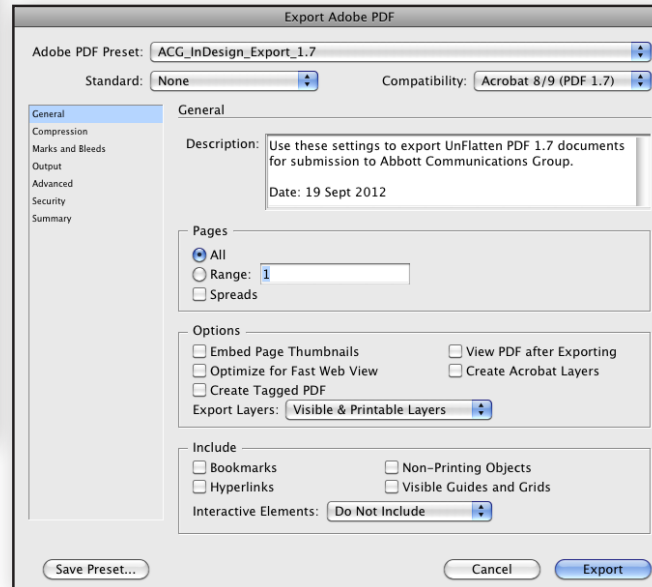 Export Adobe PDF
Adobe PDF Preset: ACG_InDesign_Export_1.7
Standard: None Compatibility: Acrobat 8/9 (PDF 1.7)
General
Compression
Marks and Bleeds
Output
Advanced
Security
Summary
General
Description: Use these settings to export UnFlatten PDF 1.7 documents
for submission to Abbott Communications Group.
Date: 19 Sept 2012
Pages
All
Range: 1
Spreads
Options
Embed Page Thumbnails View PDF after Exporting
Optimize for Fast Web View Create Acrobat Layers
Create Tagged PDF
Export Layers: Visible & Printable Layers
Include
Bookmarks Non-Printing Objects
Hyperlinks Visible Guides and Grids
Interactive Elements: Do Not Include
Save Preset... Cancel Export